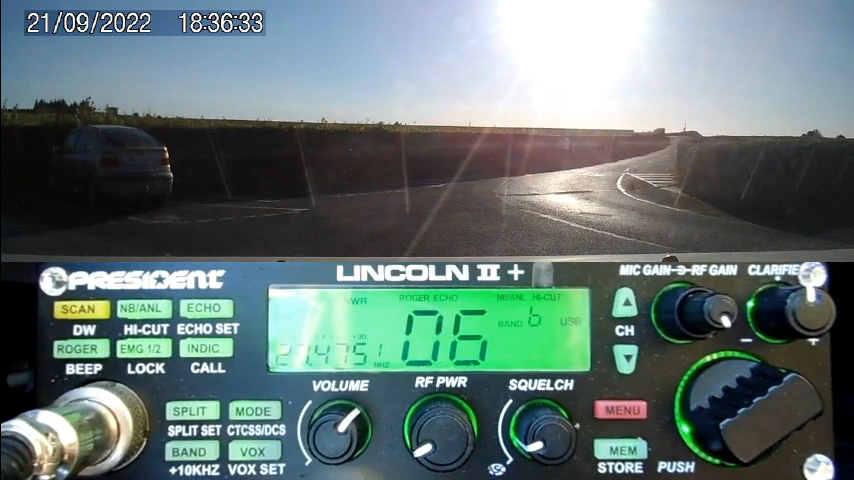 21/09/2022 18:36:33
PRESIDENT LINCOLN II + MIC GAIN RF GAIN CLARIFIER
SCAN NB/ANL ECHO
DW HI-CUT ECHO SET
ROGER EMG 1/2 INDIC
BEEP LOCK CALL
SWR ROGER ECHO NB/ANL HI-CUT
06 BAND b USB
+30
27.4751 MHZ
CH
VOLUME RF PWR SQUELCH
SPLIT MODE
SPLIT SET CTCSS/DCS
BAND VOX
+10KHZ VOX SET
MENU
MEM
STORE PUSH
- +